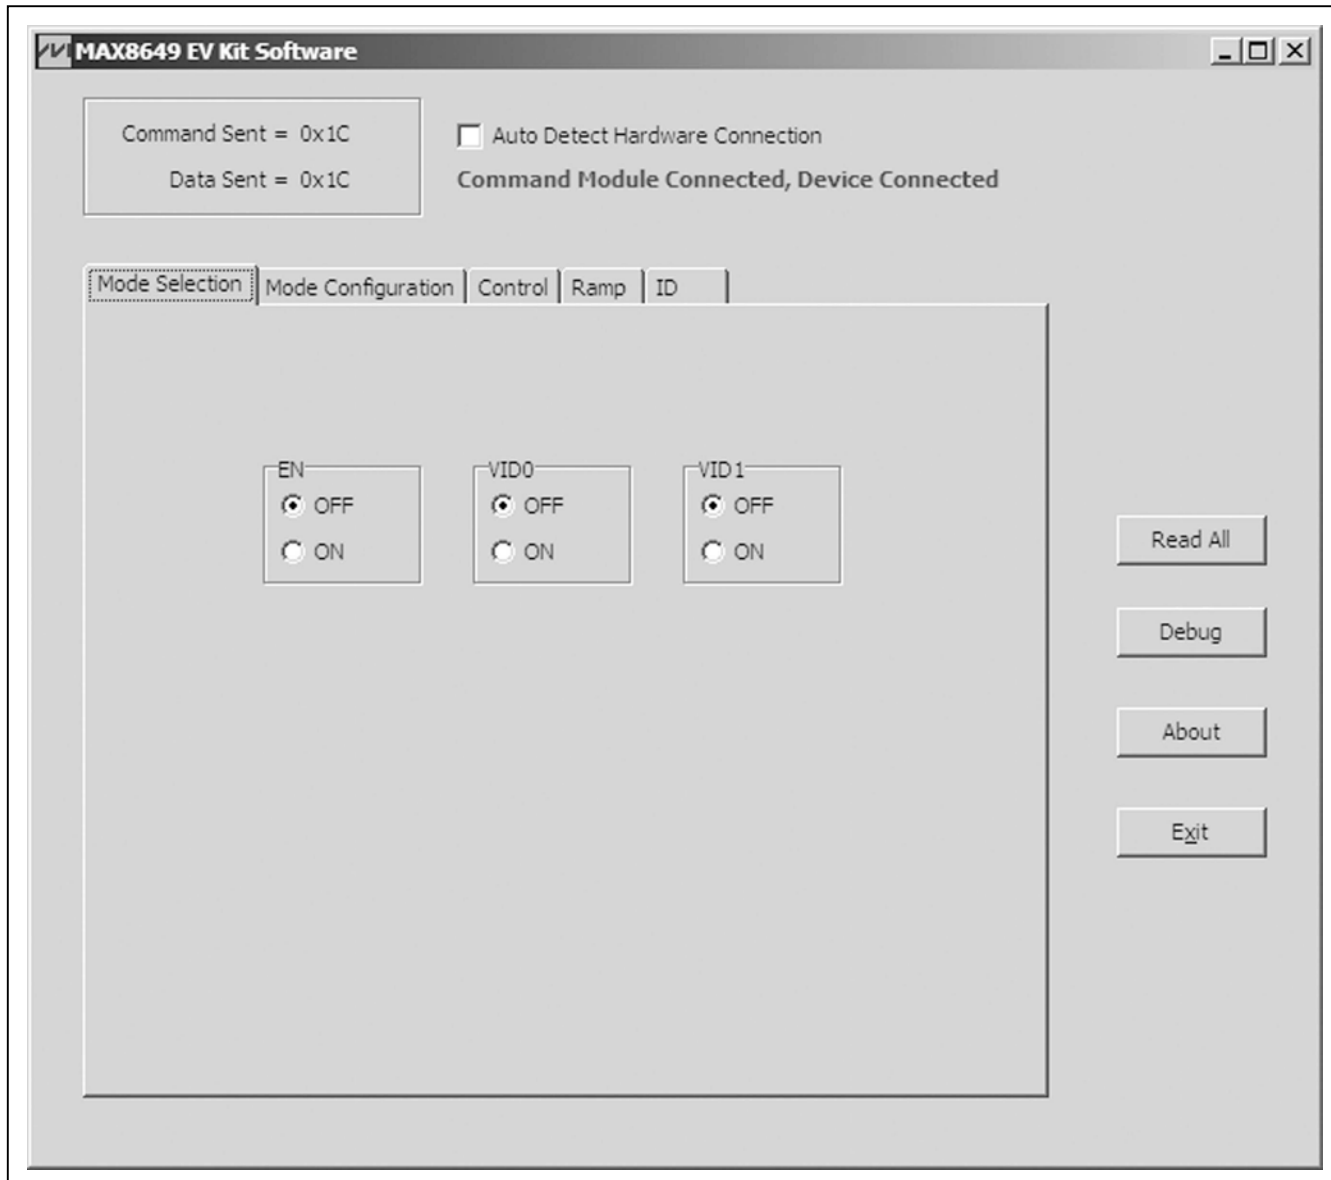 MAX8649 EV Kit Software
Command Sent = 0x1C
Data Sent = 0x1C
Auto Detect Hardware Connection
Command Module Connected, Device Connected
Mode Selection Mode Configuration Control Ramp ID
EN VID0 VID1
OFF OFF OFF
ON ON ON
Read All
Debug
About
Exit